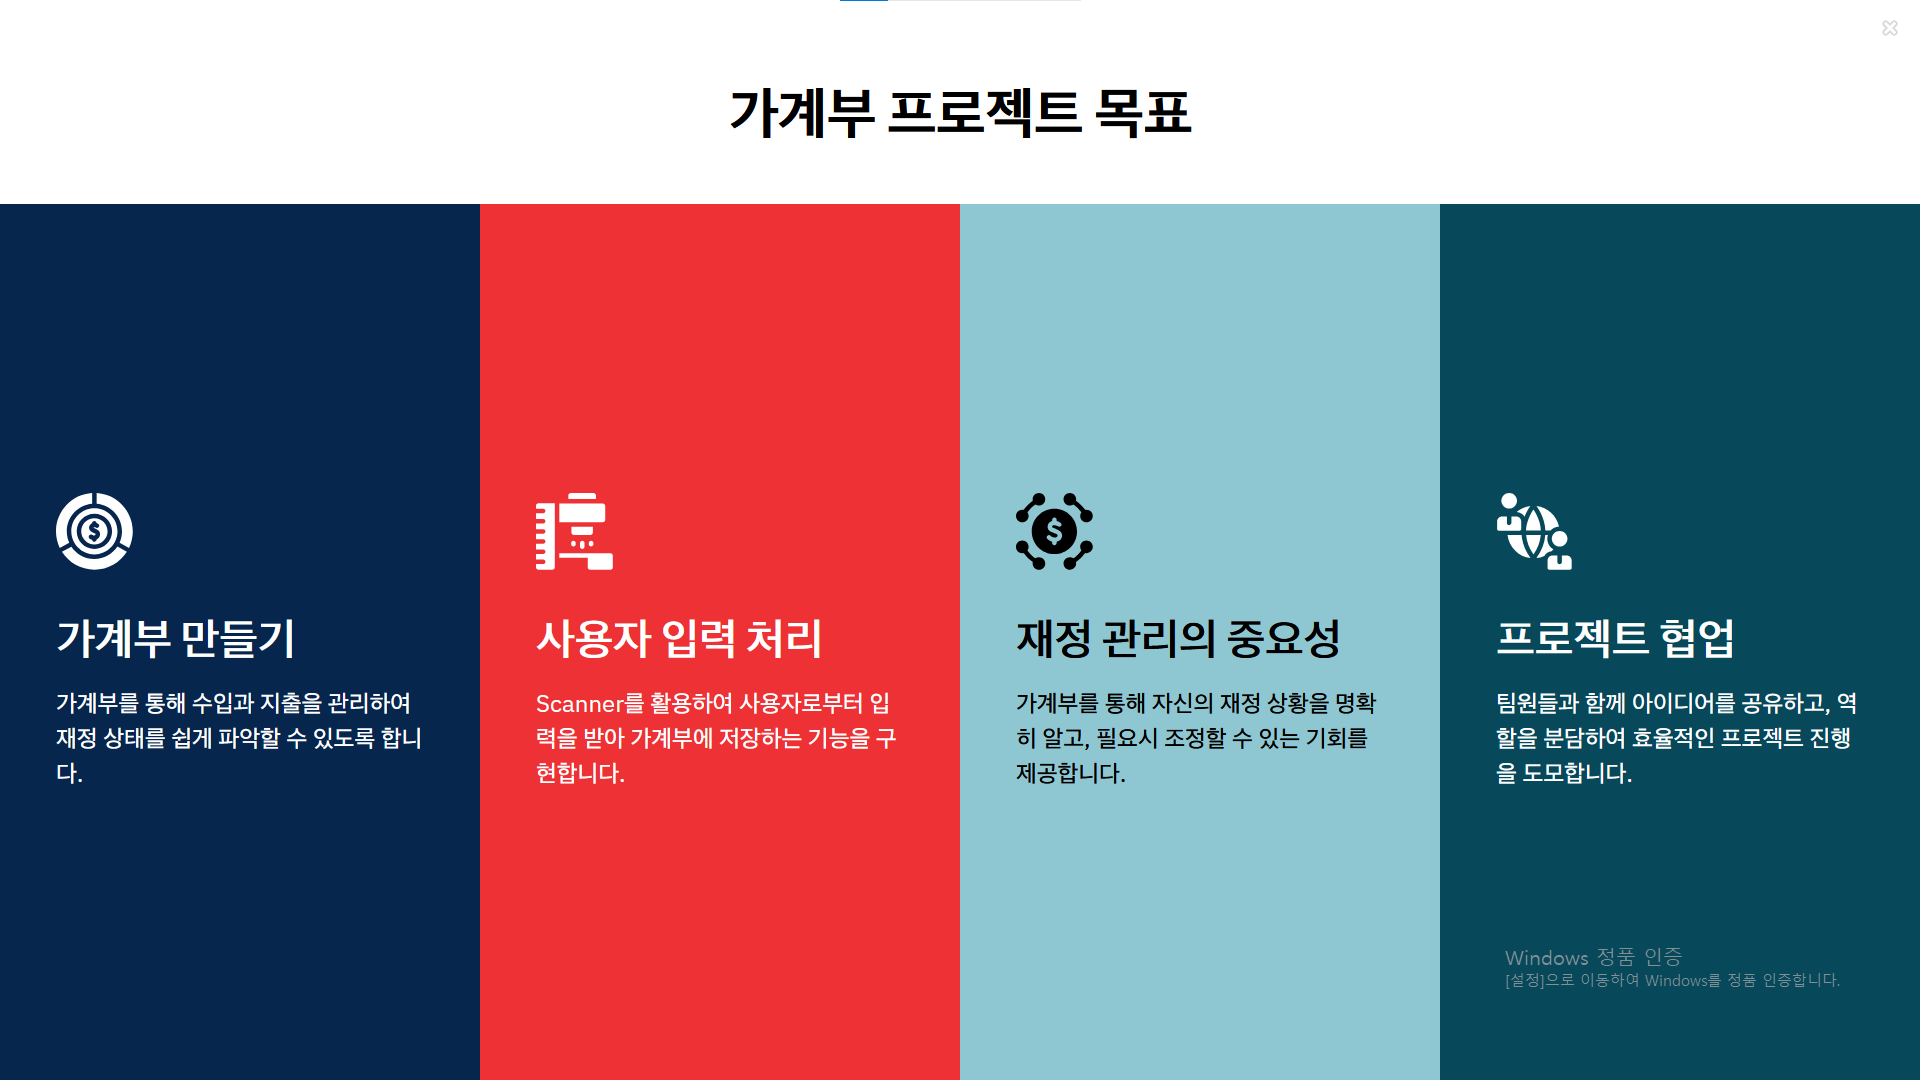 가계부 프로젝트 목표
가계부 만들기
가계부를 통해 수입과 지출을 관리하여
재정 상태를 쉽게 파악할 수 있도록 합니
다.
사용자 입력 처리
Scanner를 활용하여 사용자로부터 입
력을 받아 가계부에 저장하는 기능을 구
현합니다.
재정 관리의 중요성
가계부를 통해 자신의 재정 상황을 명확
히 알고, 필요시 조정할 수 있는 기회를
제공합니다.
프로젝트 협업
팀원들과 함께 아이디어를 공유하고, 역
할을 분담하여 효율적인 프로젝트 진행
을 도모합니다.
Windows 정품 인증
[설정]으로 이동하여 Windows를 정품 인증합니다.